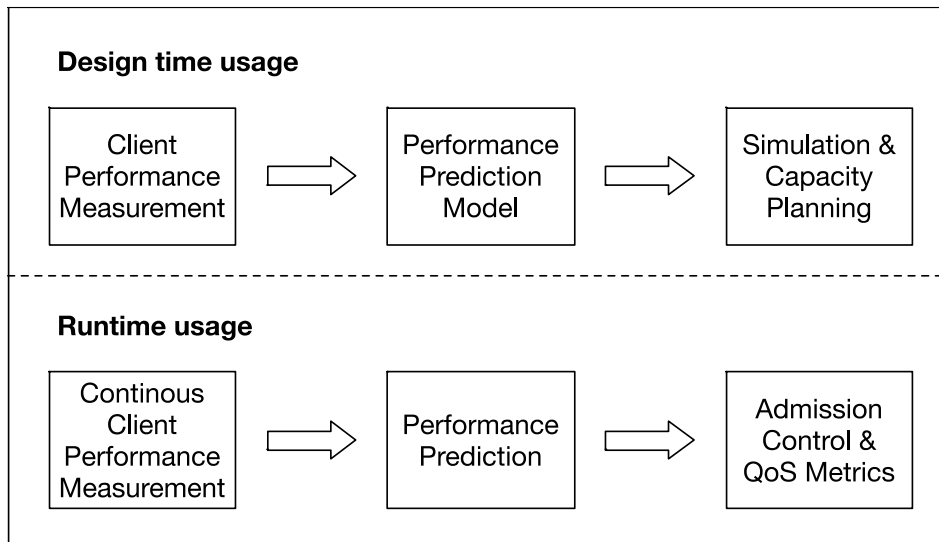 Design time usage
Client
Performance
Measurement
Performance
Prediction
Model
Simulation &
Capacity
Planning
Runtime usage
Continous
Client
Performance
Measurement
Performance
Prediction
Admission
Control &
QoS Metrics